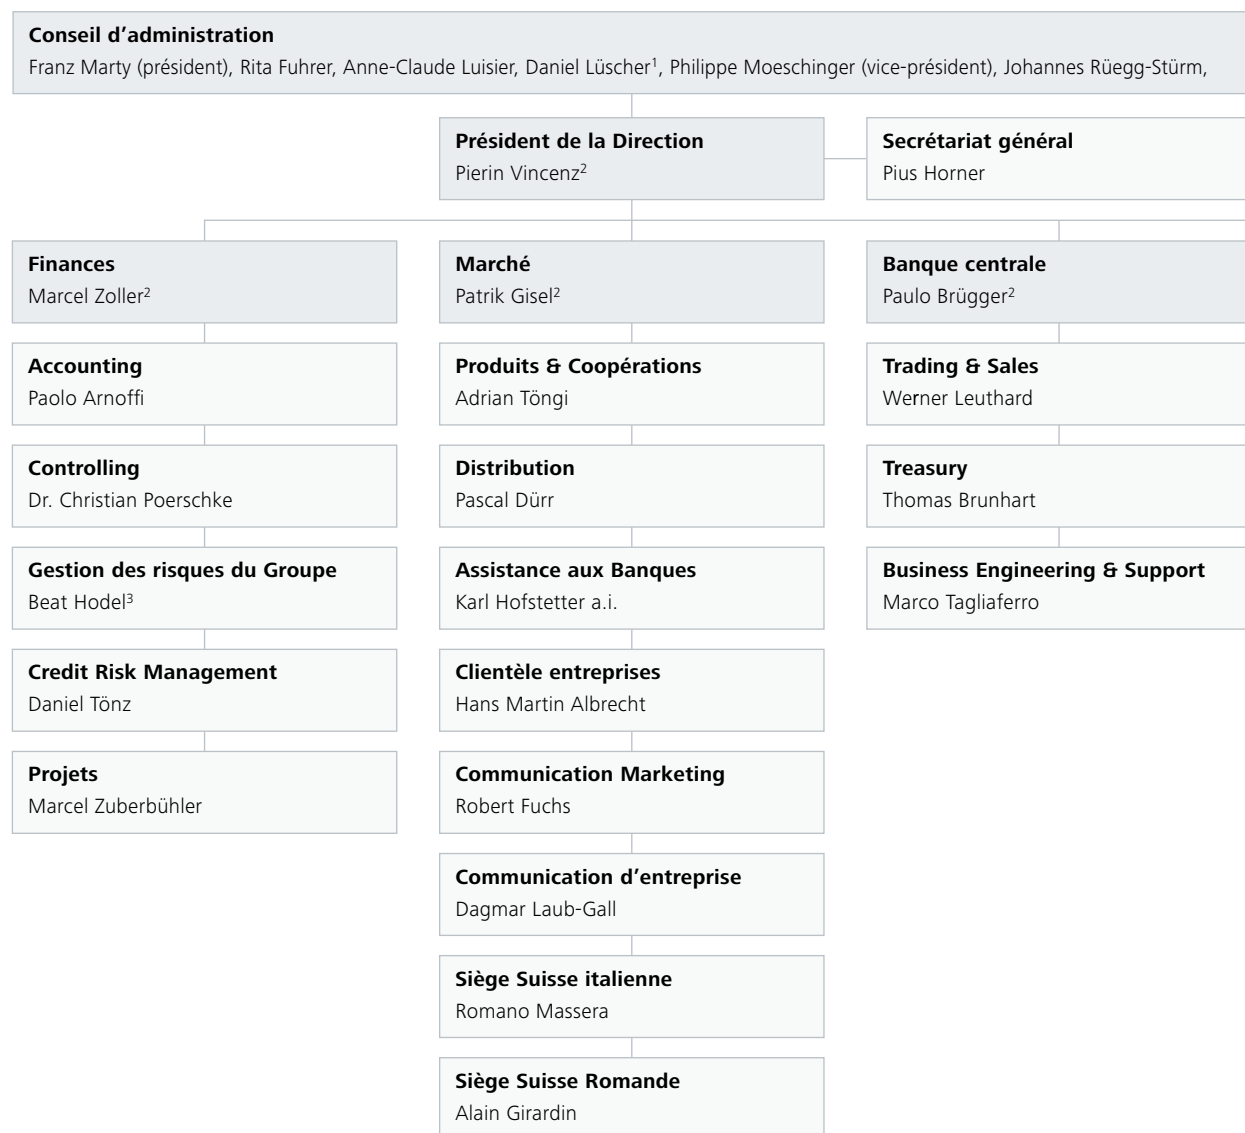 Conseil d’administration
Franz Marty (président), Rita Fuhrer, Anne-Claude Luisier, Daniel Lüscher¹, Philippe Moeschinger (vice-président), Johannes Rüegg-Stürm,
Président de la Direction
Pierin Vincenz²
Secrétariat général
Pius Horner
Finances
Marcel Zoller²
Accounting
Paolo Arnoffi
Controlling
Dr. Christian Poerschke
Gestion des risques du Groupe
Beat Hodel³
Credit Risk Management
Daniel Tönz
Projets
Marcel Zuberbühler
Marché
Patrik Gisel²
Produits & Coopérations
Adrian Töngi
Distribution
Pascal Dürr
Assistance aux Banques
Karl Hofstetter a.i.
Clientèle entreprises
Hans Martin Albrecht
Communication Marketing
Robert Fuchs
Communication d’entreprise
Dagmar Laub-Gall
Siège Suisse italienne
Romano Massera
Siège Suisse Romande
Alain Girardin
Banque centrale
Paulo Brügger²
Trading & Sales
Werner Leuthard
Treasury
Thomas Brunhart
Business Engineering & Support
Marco Tagliaferro